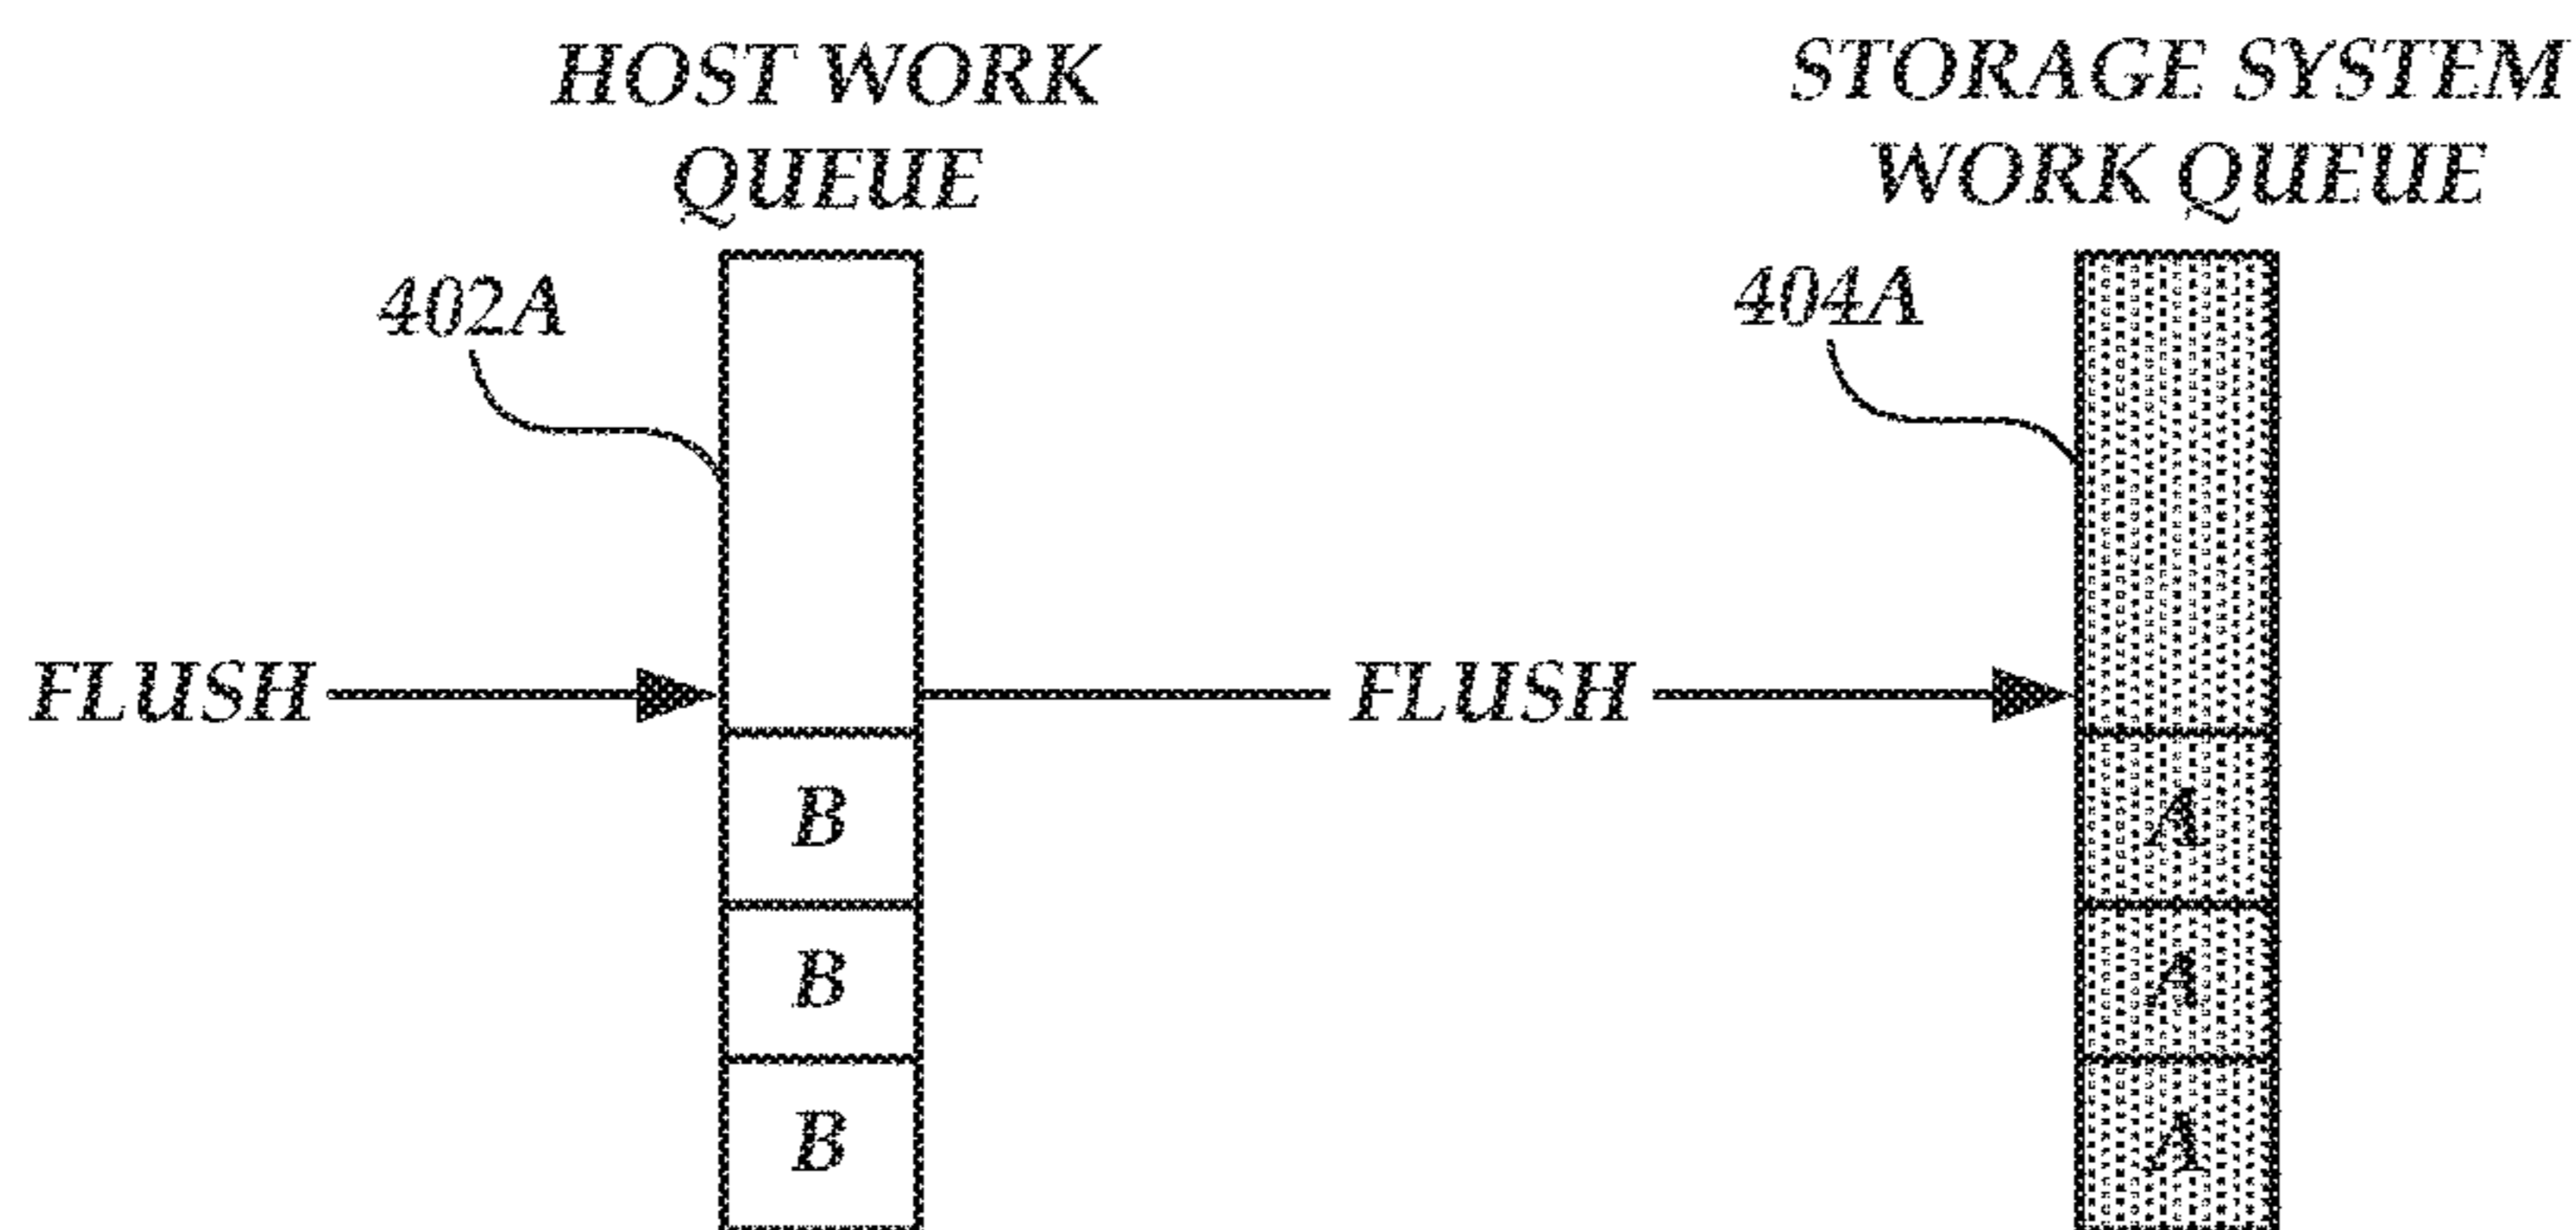 HOST WORK
QUEUE
STORAGE SYSTEM
WORK QUEUE
402A
404A
FLUSH
FLUSH
B
A
B
A
B
A